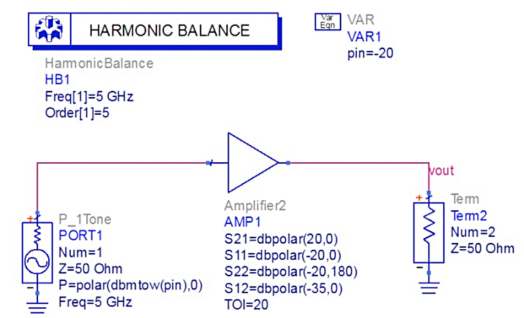 HARMONIC BALANCE
HarmonicBalance
HB1
Freq[1]=5 GHz
Order[1]=5
Var
Eqn
VAR
VAR1
pin=-20
vout
P_1Tone
PORT1
Num=1
Z=50 Ohm
P=polar(dbmtow(pin),0)
Freq=5 GHz
Amplifier2
AMP1
S21=dbpolar(20,0)
S11=dbpolar(-20,0)
S22=dbpolar(-20,180)
S12=dbpolar(-35,0)
TOI=20
Term
Term2
Num=2
Z=50 Ohm